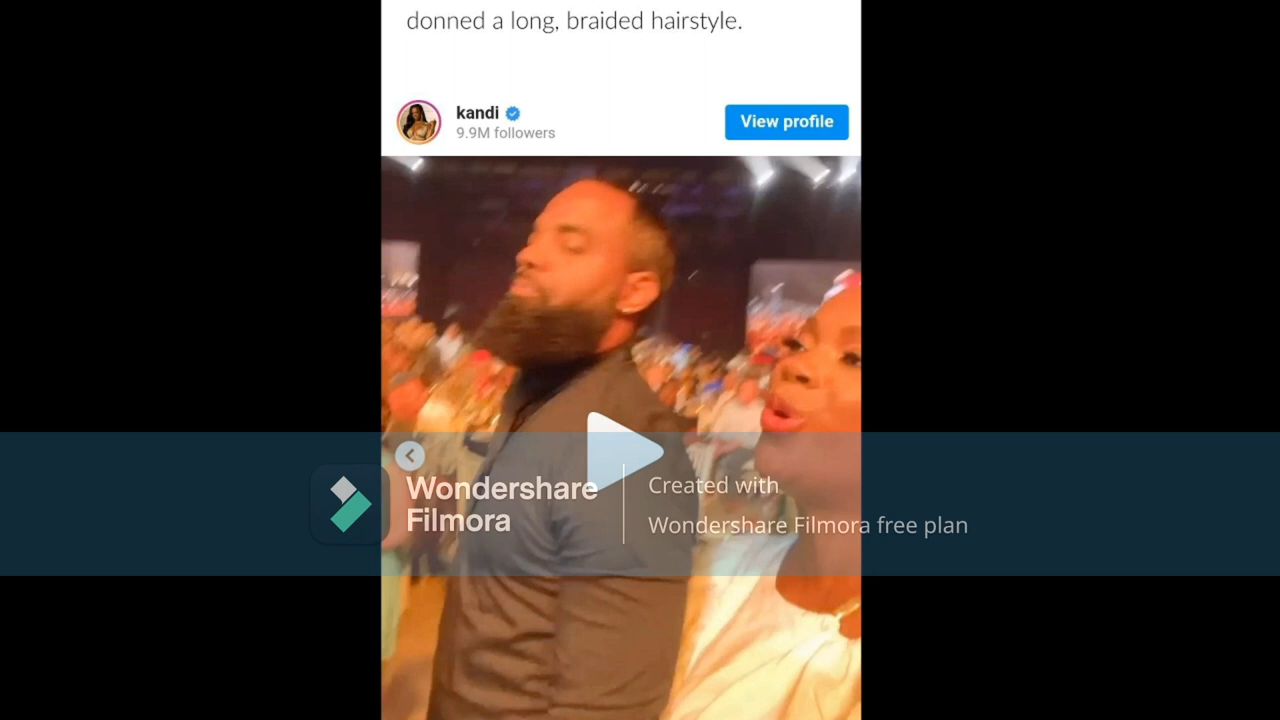 donned a long, braided hairstyle.
kandi
9.9M followers
View profile
Wondershare
Filmora
Created with
Wondershare Filmora free plan